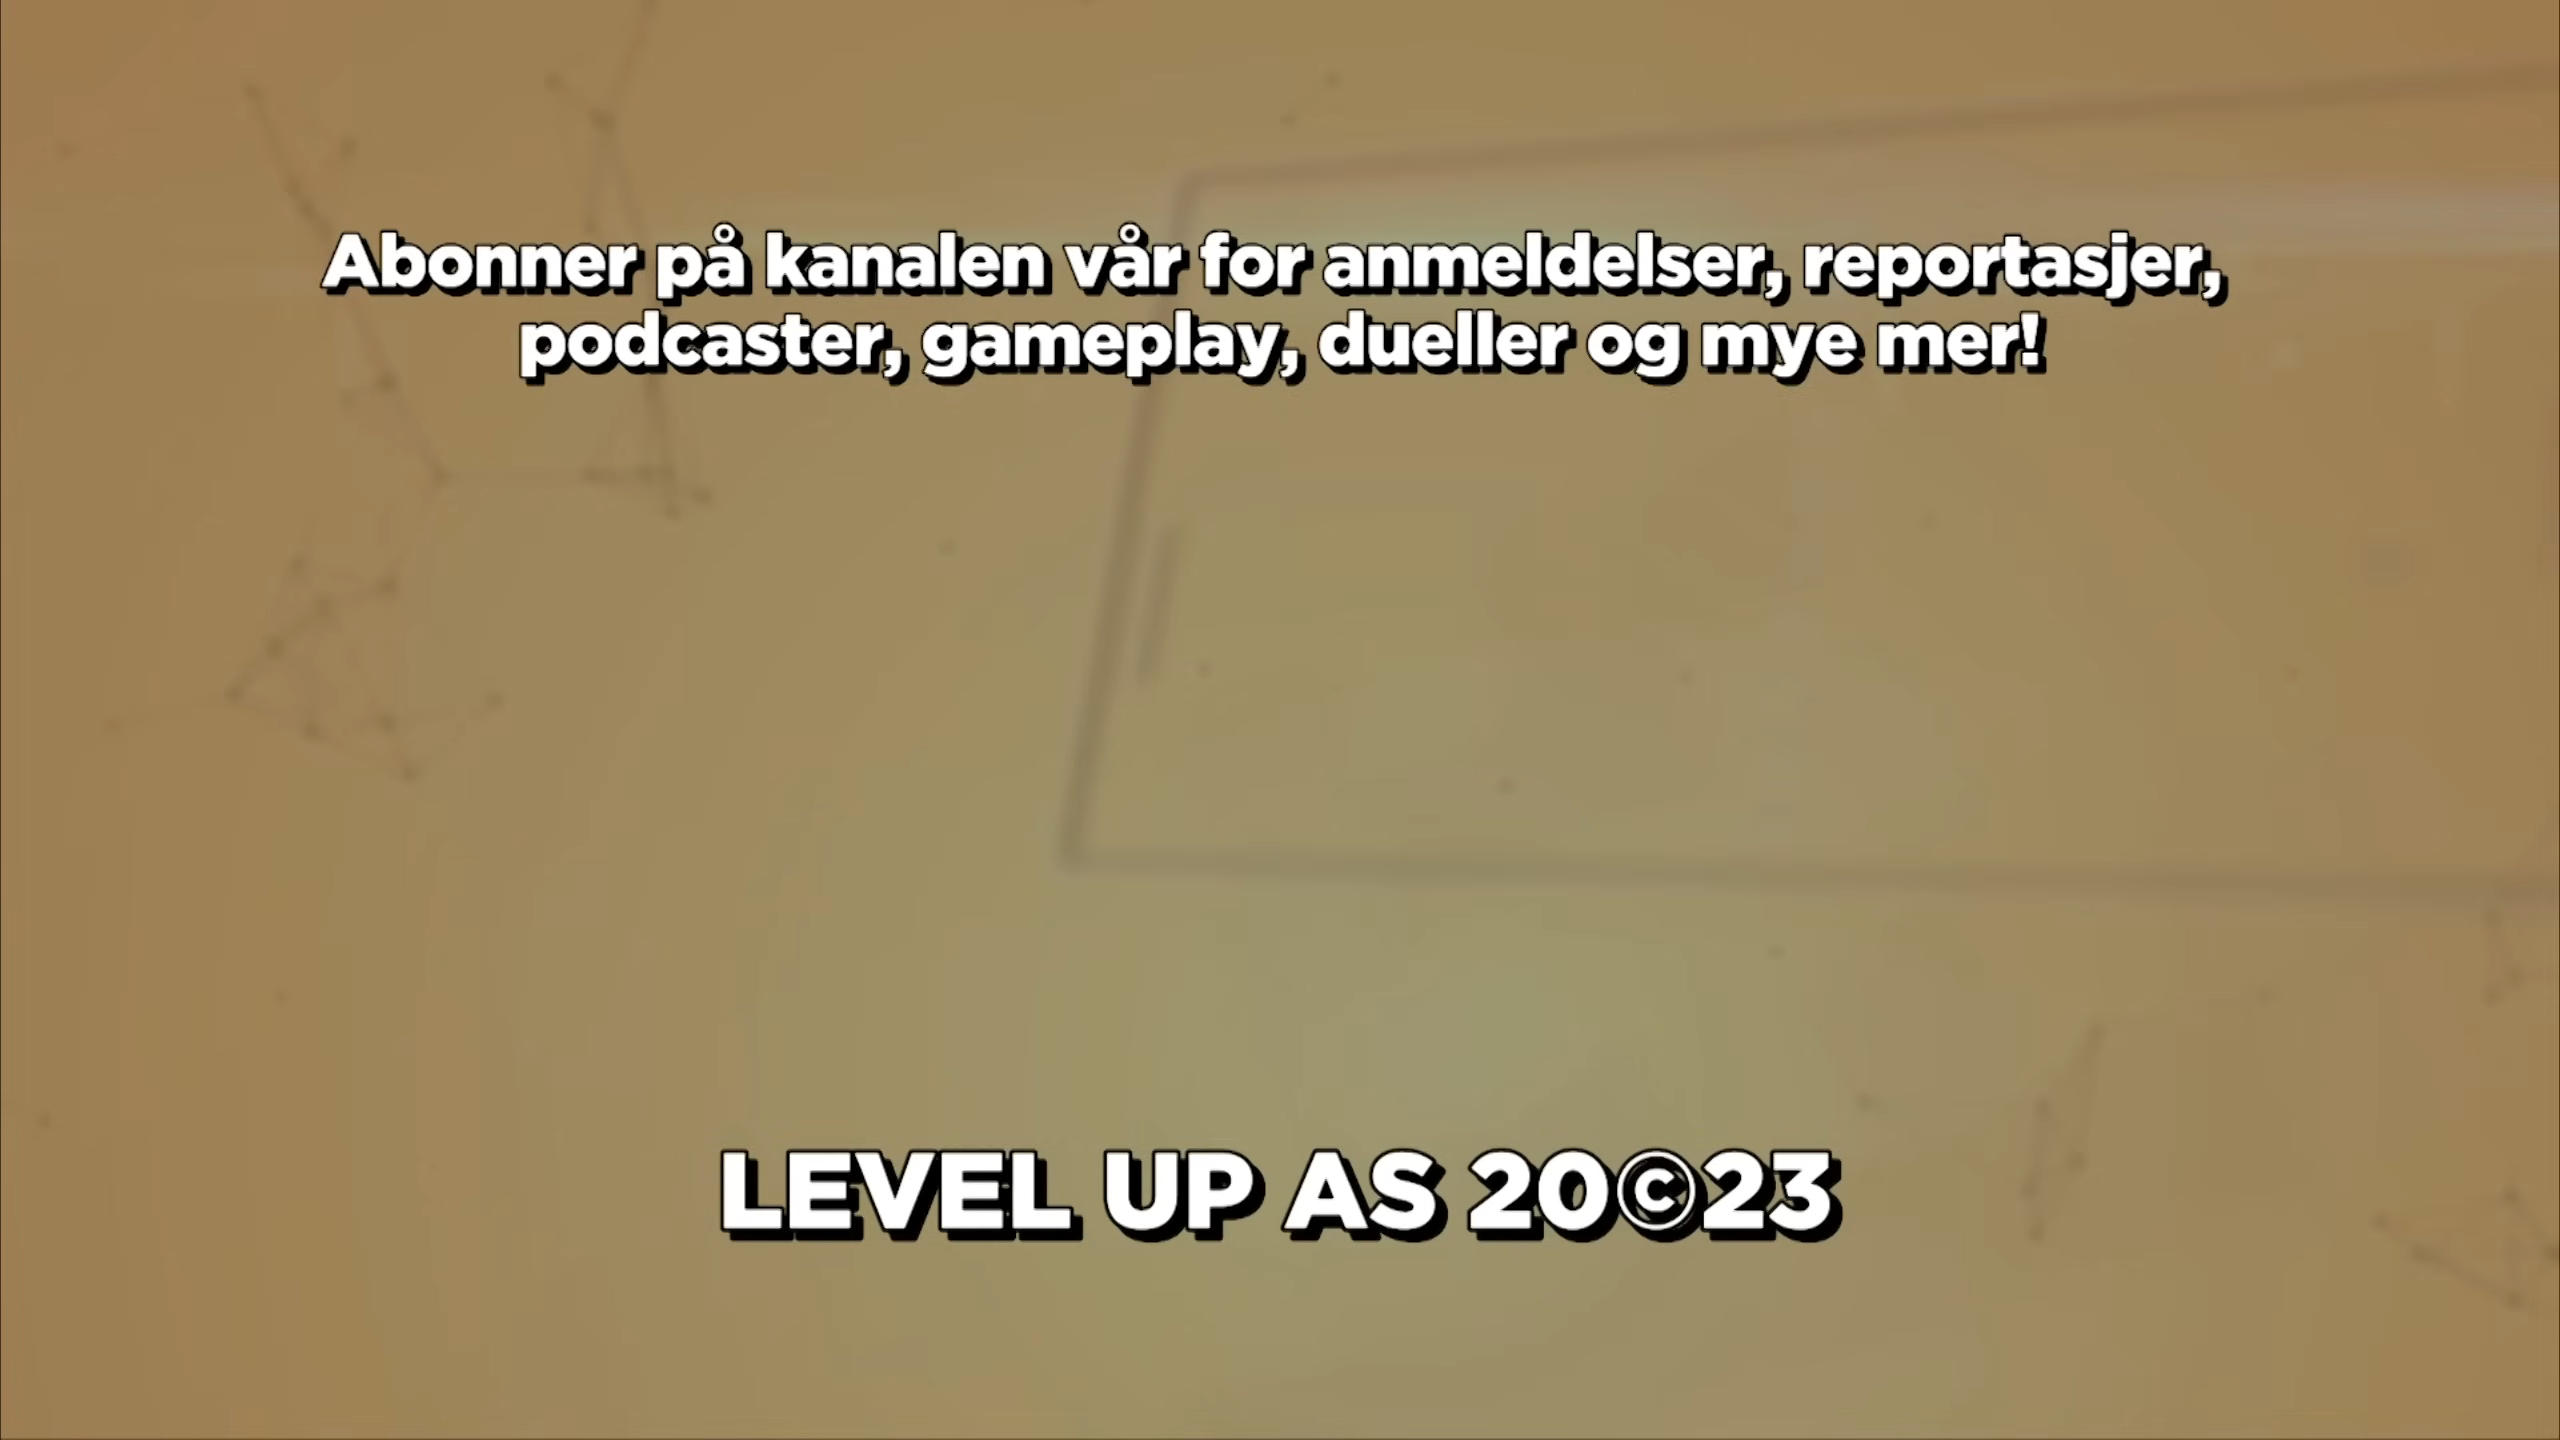 Abonner på kanalen vår for anmeldelser, reportasjer,
podcaster, gameplay, dueller og mye mer!
LEVEL UP AS 20©23